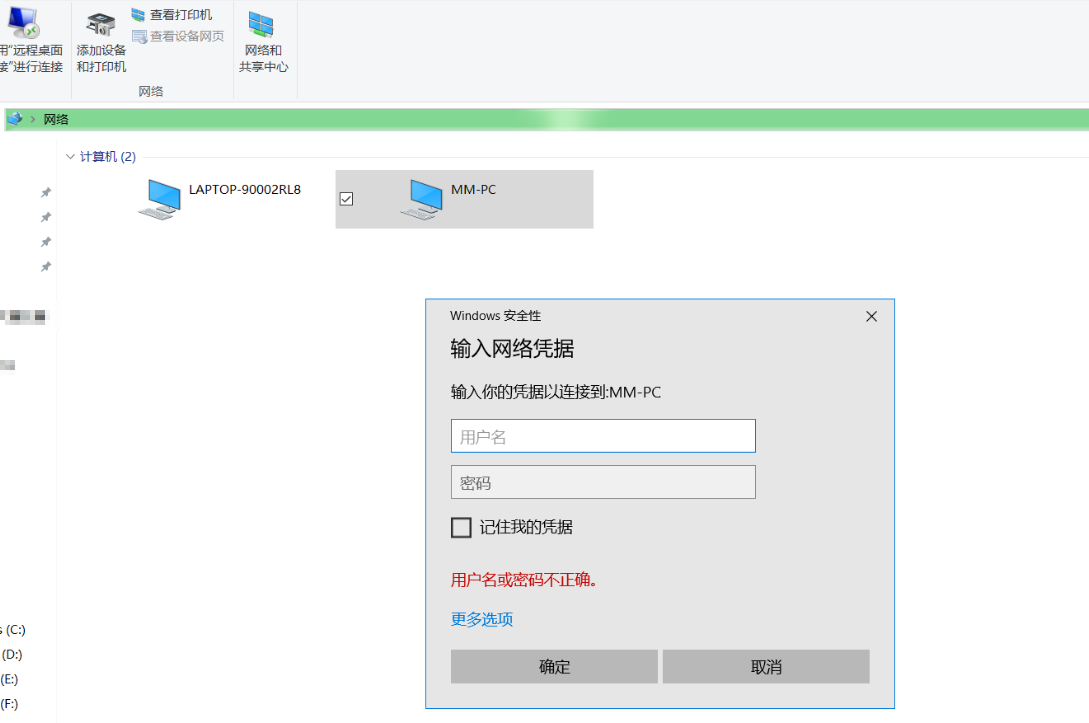 用“远程桌面
接”进行连接
添加设备
和打印机
查看打印机
查看设备网页
网络
网络和
共享中心
网络
计算机 (2)
LAPTOP-90002RL8
MM-PC
Windows 安全性
输入网络凭据
输入你的凭据以连接到:MM-PC
用户名
密码
记住我的凭据
用户名或密码不正确。
更多选项
确定
取消
s (C:)
(D:)
(E:)
(F:)